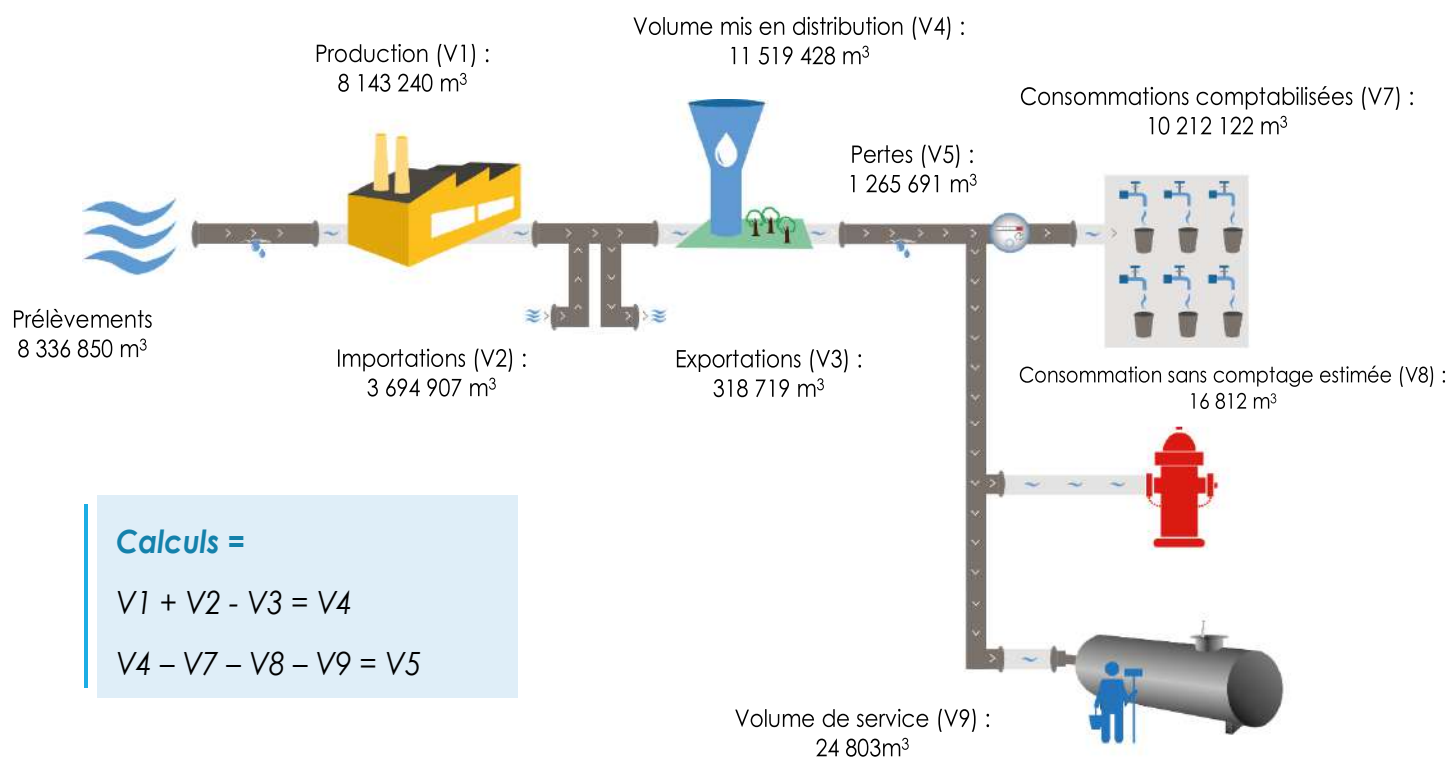 Volume mis en distribution (V4) :
11 519 428 m³
Production (V1) :
8 143 240 m³
Consommations comptabilisées (V7) :
10 212 122 m³
Pertes (V5) :
1 265 691 m³
Prélèvements
8 336 850 m³
Importations (V2) :
3 694 907 m³
Exportations (V3) :
318 719 m³
Consommation sans comptage estimée (V8) :
16 812 m³
Calculs =
V1 + V2 - V3 = V4
V4 – V7 – V8 – V9 = V5
Volume de service (V9) :
24 803m³